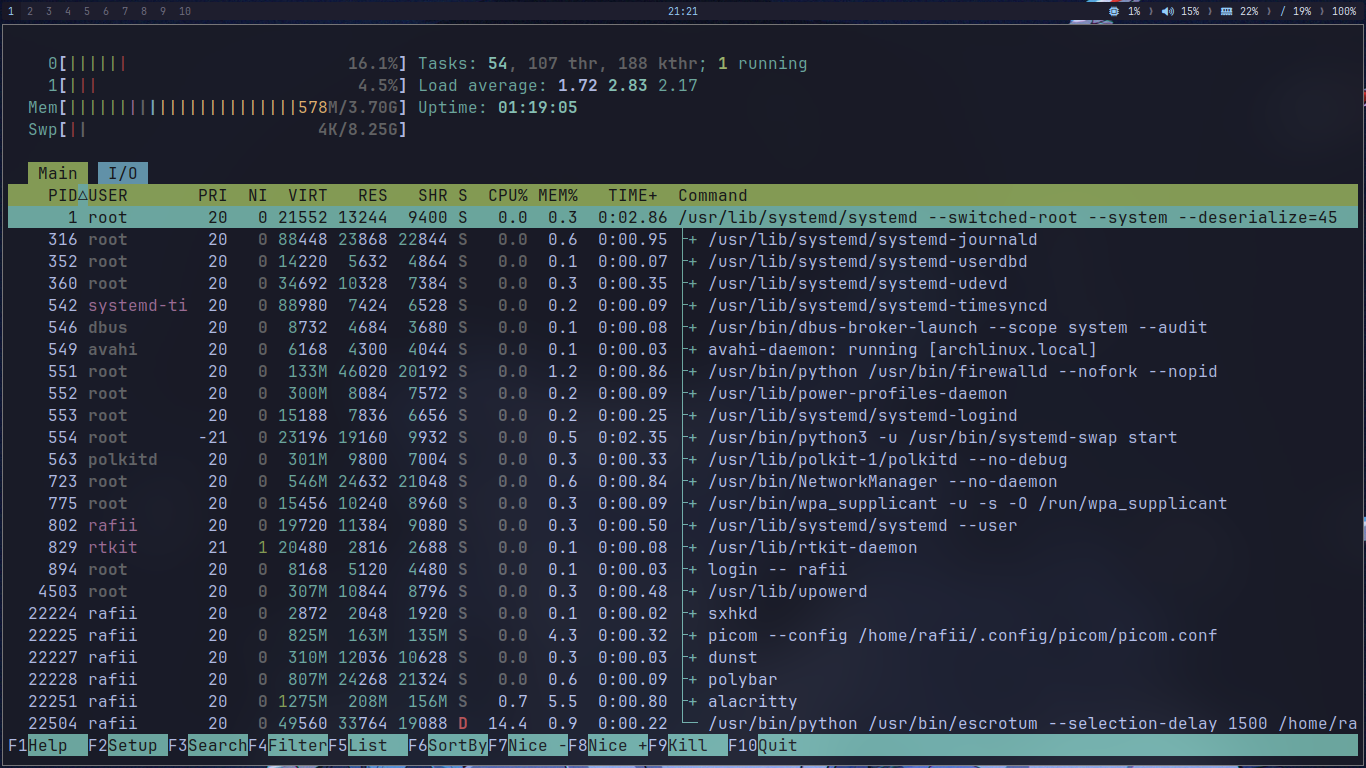 1 2 3 4 5 6 7 8 9 10 21:21 1% 15% 22% / 19% 100%
0[||||||| 16.1%] Tasks: 54, 107 thr, 188 kthr; 1 running
1[||| 4.5%] Load average: 1.72 2.83 2.17
Mem[|||||||||||||||||||||||578M/3.70G] Uptime: 01:19:05
Swp[|| 4K/8.25G]
Main I/O
PID△USER PRI NI VIRT RES SHR S CPU% MEM% TIME+ Command
1 root 20 0 21552 13244 9400 S 0.0 0.3 0:02.86 /usr/lib/systemd/systemd --switched-root --system --deserialize=45
316 root 20 0 88448 23868 22844 S 0.0 0.6 0:00.95 ├+ /usr/lib/systemd/systemd-journald
352 root 20 0 14220 5632 4864 S 0.0 0.1 0:00.07 ├+ /usr/lib/systemd/systemd-userdbd
360 root 20 0 34692 10328 7384 S 0.0 0.3 0:00.35 ├+ /usr/lib/systemd/systemd-udevd
542 systemd-ti 20 0 88980 7424 6528 S 0.0 0.2 0:00.09 ├+ /usr/lib/systemd/systemd-timesyncd
546 dbus 20 0 8732 4684 3680 S 0.0 0.1 0:00.08 ├+ /usr/bin/dbus-broker-launch --scope system --audit
549 avahi 20 0 6168 4300 4044 S 0.0 0.1 0:00.03 ├+ avahi-daemon: running [archlinux.local]
551 root 20 0 133M 46020 20192 S 0.0 1.2 0:00.86 ├+ /usr/bin/python /usr/bin/firewalld --nofork --nopid
552 root 20 0 300M 8084 7572 S 0.0 0.2 0:00.09 ├+ /usr/lib/power-profiles-daemon
553 root 20 0 15188 7836 6656 S 0.0 0.2 0:00.25 ├+ /usr/lib/systemd/systemd-logind
554 root -21 0 23196 19160 9932 S 0.0 0.5 0:02.35 ├+ /usr/bin/python3 -u /usr/bin/systemd-swap start
563 polkitd 20 0 301M 9800 7004 S 0.0 0.3 0:00.33 ├+ /usr/lib/polkit-1/polkitd --no-debug
723 root 20 0 546M 24632 21048 S 0.0 0.6 0:00.84 ├+ /usr/bin/NetworkManager --no-daemon
775 root 20 0 15456 10240 8960 S 0.0 0.3 0:00.09 ├+ /usr/bin/wpa_supplicant -u -s -O /run/wpa_supplicant
802 rafii 20 0 19720 11384 9080 S 0.0 0.3 0:00.50 ├+ /usr/lib/systemd/systemd --user
829 rtkit 21 1 20480 2816 2688 S 0.0 0.1 0:00.08 ├+ /usr/lib/rtkit-daemon
894 root 20 0 8168 5120 4480 S 0.0 0.1 0:00.03 ├+ login -- rafii
4503 root 20 0 307M 10844 8796 S 0.0 0.3 0:00.48 ├+ /usr/lib/upowerd
22224 rafii 20 0 2872 2048 1920 S 0.0 0.1 0:00.02 ├+ sxhkd
22225 rafii 20 0 825M 163M 135M S 0.0 4.3 0:00.32 ├+ picom --config /home/rafii/.config/picom/picom.conf
22227 rafii 20 0 310M 12036 10628 S 0.0 0.3 0:00.03 ├+ dunst
22228 rafii 20 0 807M 24268 21324 S 0.0 0.6 0:00.09 ├+ polybar
22251 rafii 20 0 1275M 208M 156M S 0.7 5.5 0:00.80 ├+ alacritty
22504 rafii 20 0 49560 33764 19088 D 14.4 0.9 0:00.22 └─ /usr/bin/python /usr/bin/escrotum --selection-delay 1500 /home/ra
F1Help F2Setup F3SearchF4FilterF5List F6SortByF7Nice -F8Nice +F9Kill F10Quit